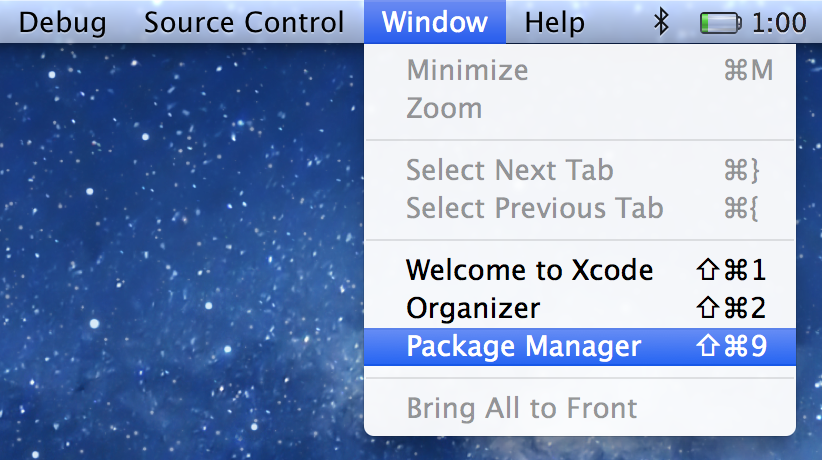 Debug Source Control Window Help 1:00
Minimize ⌘M
Zoom
Select Next Tab ⌘}
Select Previous Tab ⌘{
Welcome to Xcode ⇧⌘1
Organizer ⇧⌘2
Package Manager ⇧⌘9
Bring All to Front